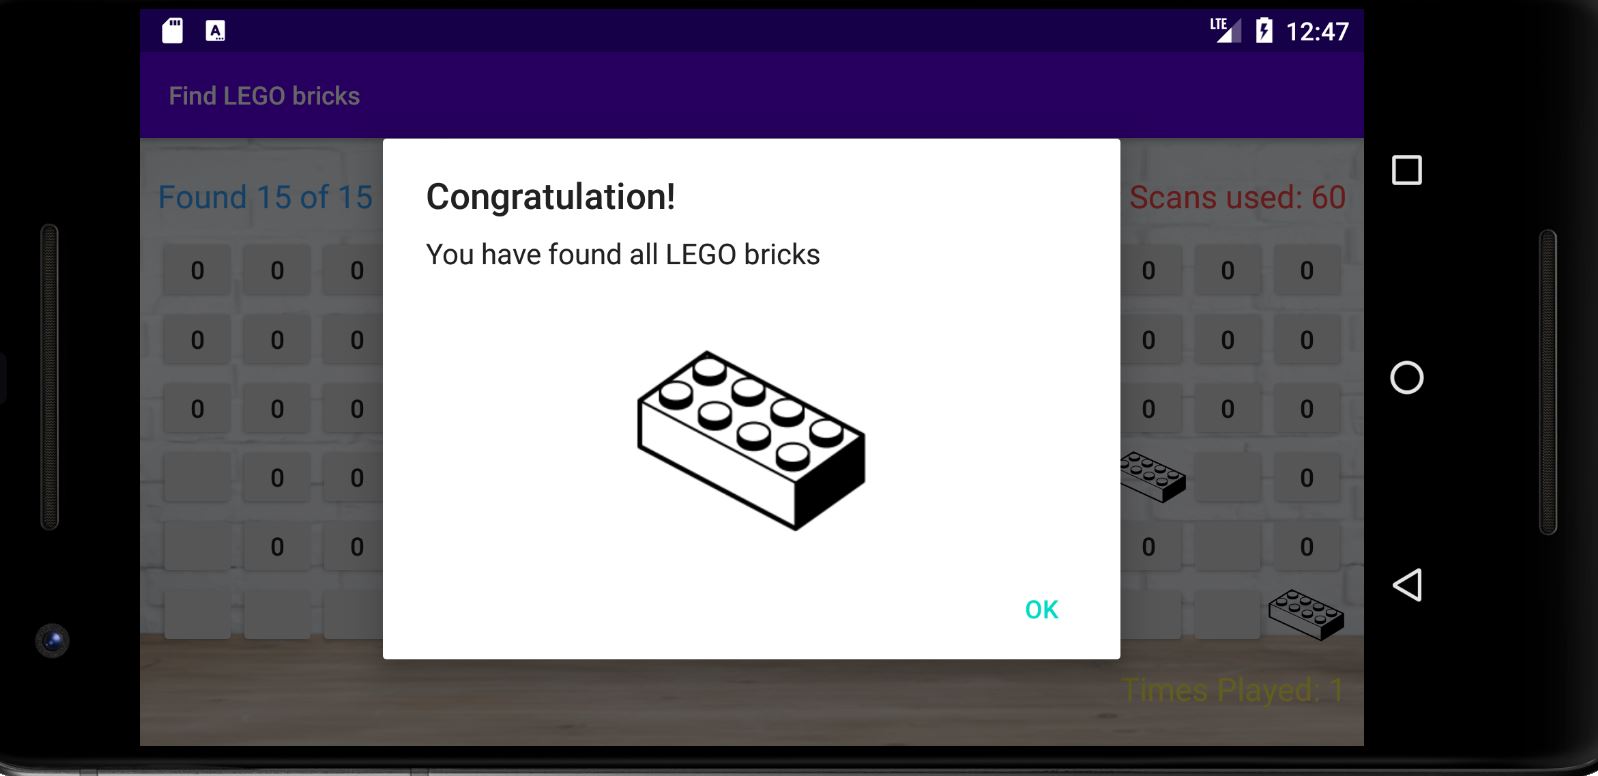 LTE 12:47
Find LEGO bricks
Found 15 of 15
Scans used: 60
Congratulation!
You have found all LEGO bricks
0 0 0 0 0 0
0 0 0 0 0 0
0 0 0 0 0 0
0 0 0
0 0 0 0
OK
Times Played: 1